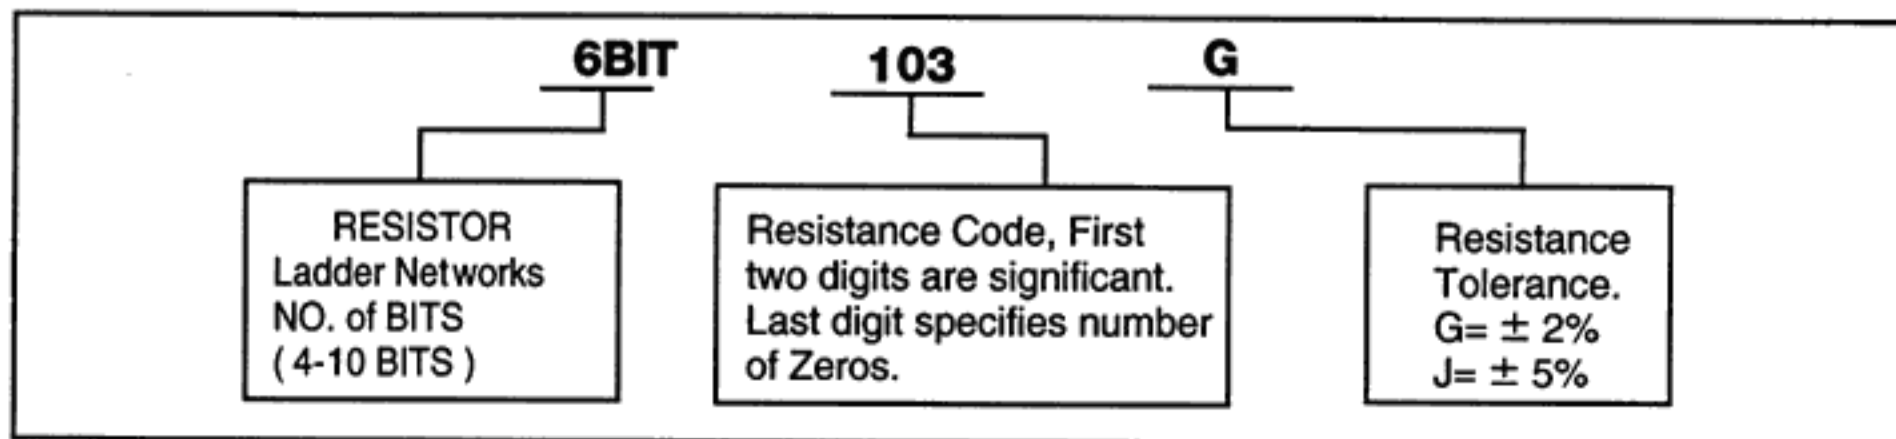 6BIT 103 G
RESISTOR
Ladder Networks
NO. of BITS
( 4-10 BITS )
Resistance Code, First
two digits are significant.
Last digit specifies number
of Zeros.
Resistance
Tolerance.
G= ± 2%
J= ± 5%